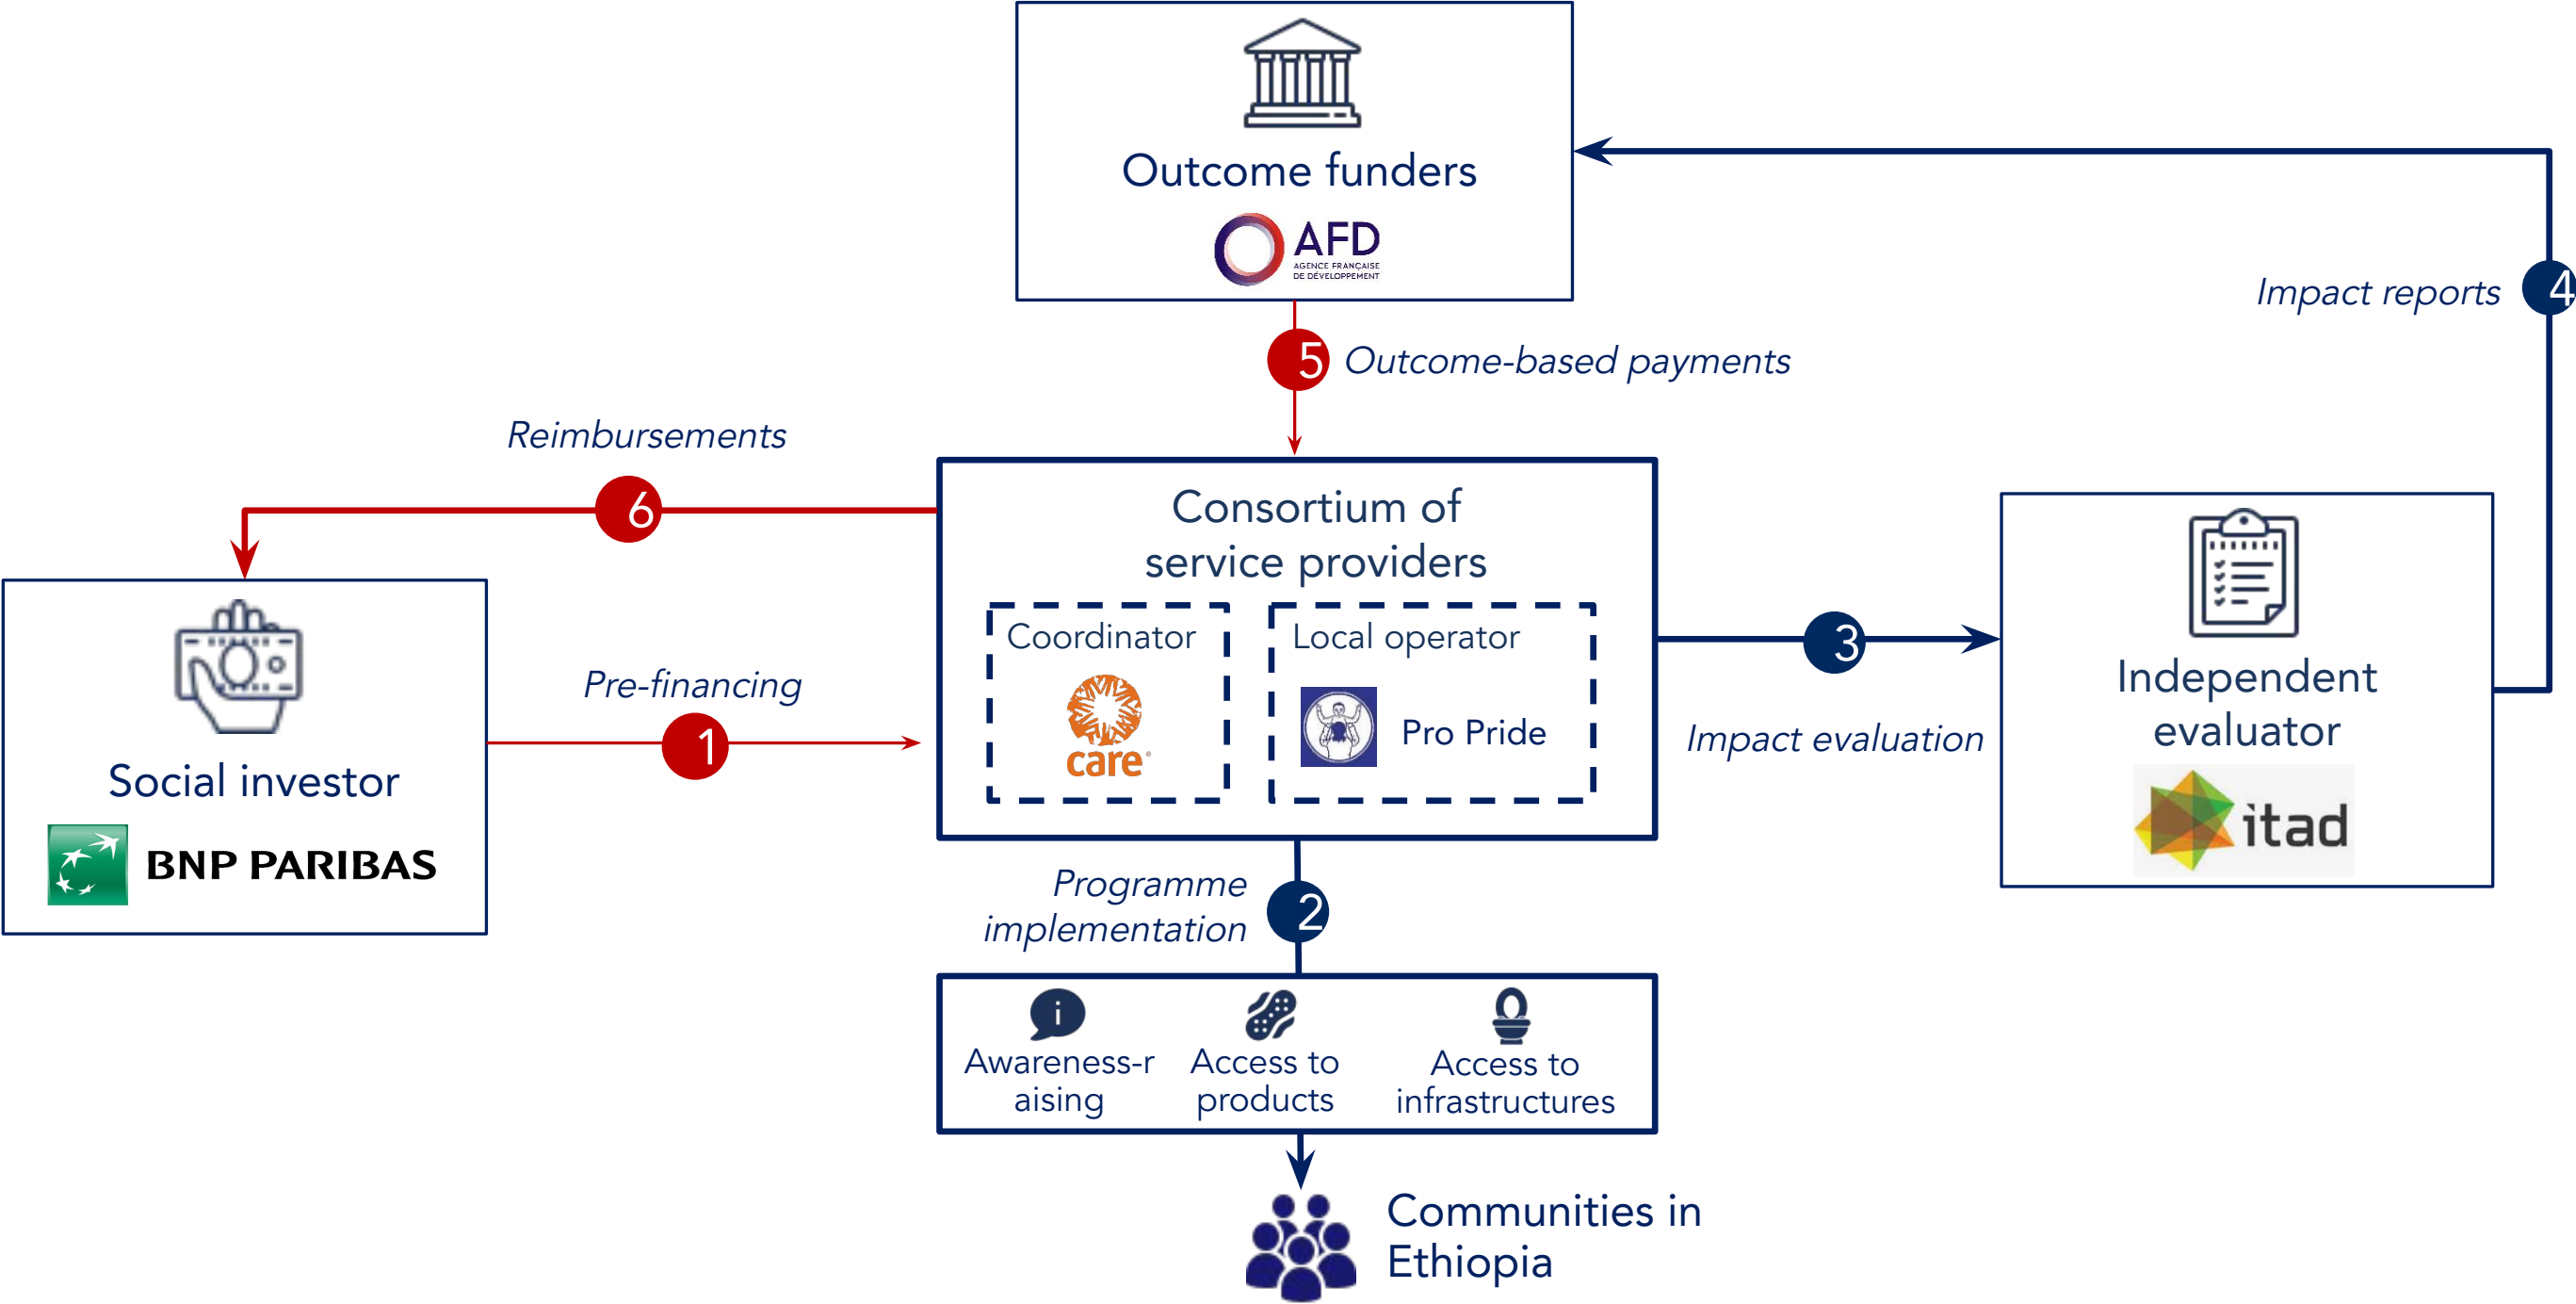 Outcome funders
AFD
AGENCE FRANÇAISE
DE DÉVELOPPEMENT
Impact reports
4
5
Outcome-based payments
Reimbursements
6
Consortium of
service providers
Coordinator
care
Local operator
Pro Pride
Pre-financing
1
Social investor
BNP PARIBAS
3
Impact evaluation
Independent
evaluator
itad
Programme
implementation
2
i
Awareness-r
aising
Access to
products
Access to
infrastructures
Communities in
Ethiopia